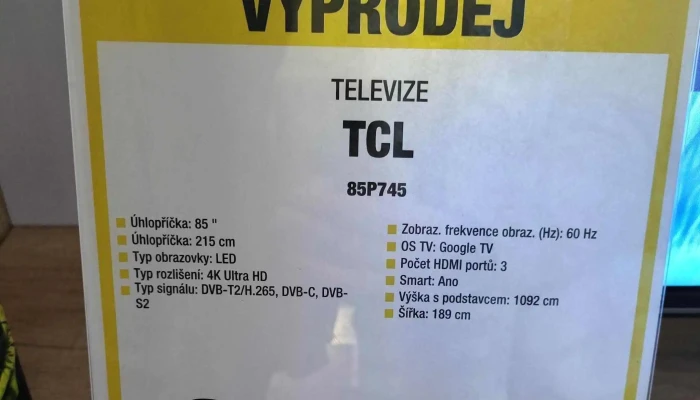 VÝPRODEJ
TELEVIZE
TCL
85P745
Úhlopříčka: 85 "
Úhlopříčka: 215 cm
Typ obrazovky: LED
Typ rozlišení: 4K Ultra HD
Typ signálu: DVB-T2/H.265, DVB-C, DVB-
S2
Zobraz. frekvence obraz. (Hz): 60 Hz
OS TV: Google TV
Počet HDMI portů: 3
Smart: Ano
Výška s podstavcem: 1092 cm
Šířka: 189 cm